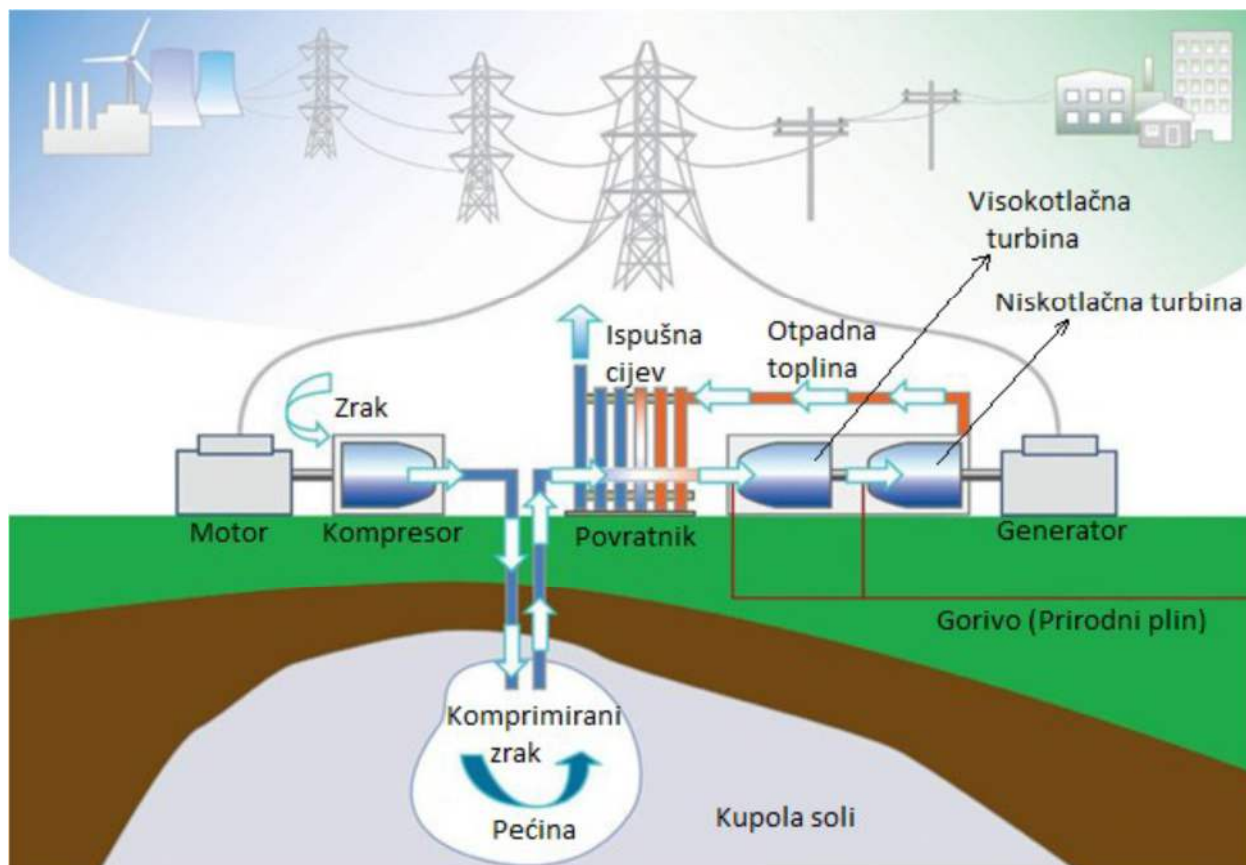 Visokotlačna
turbina
Niskotlačna turbina
Ispušna
cijev
Otpadna
toplina
Zrak
Motor
Kompresor
Povratnik
Generator
Gorivo (Prirodni plin)
Komprimirani
zrak
Pećina
Kupola soli